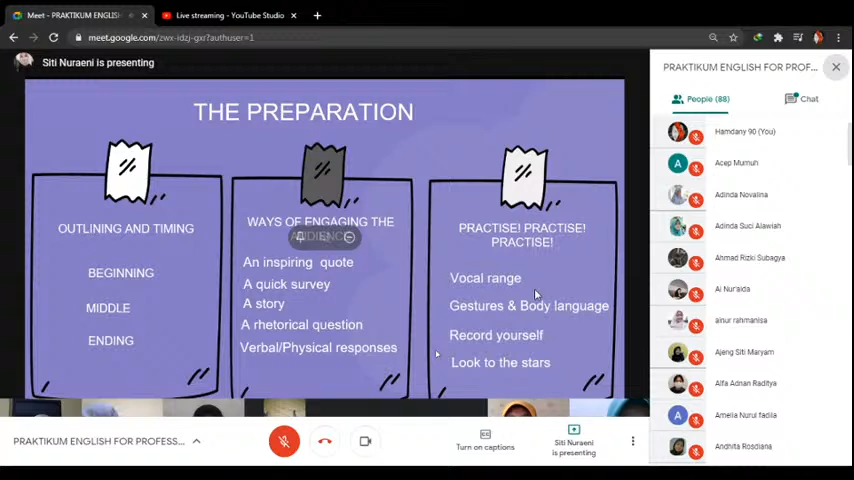 Meet - PRAKTIKUM ENGLISH
Live streaming - YouTube Studio
meet.google.com/zwx-idzj-gxr?authuser=1
Siti Nuraeni is presenting
THE PREPARATION
OUTLINING AND TIMING
BEGINNING
MIDDLE
ENDING
WAYS OF ENGAGING THE
AUDIENCE
An inspiring quote
A quick survey
A story
A rhetorical question
Verbal/Physical responses
PRACTISE! PRACTISE!
PRACTISE!
Vocal range
Gestures & Body language
Record yourself
Look to the stars
PRAKTIKUM ENGLISH FOR PROF...
People (88)
Chat
Hamdany 90 (You)
A
Acep Mumuh
Adinda Novalina
Adinda Suci Alawiah
Ahmad Rizki Subagya
Ai Nur'aida
ainur rahmanisa
Ajeng Siti Maryam
Alfa Adnan Raditya
A
Amelia Nurul fadila
Andhita Rosdiana
PRAKTIKUM ENGLISH FOR PROFESS...
Turn on captions
Siti Nuraeni
is presenting